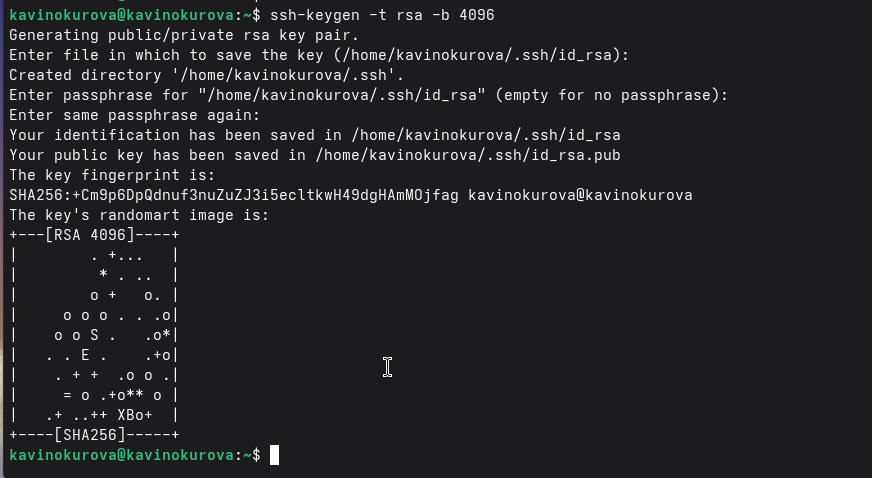 kavinokurova@kavinokurova:~$ ssh-keygen -t rsa -b 4096
Generating public/private rsa key pair.
Enter file in which to save the key (/home/kavinokurova/.ssh/id_rsa):
Created directory '/home/kavinokurova/.ssh'.
Enter passphrase for "/home/kavinokurova/.ssh/id_rsa" (empty for no passphrase):
Enter same passphrase again:
Your identification has been saved in /home/kavinokurova/.ssh/id_rsa
Your public key has been saved in /home/kavinokurova/.ssh/id_rsa.pub
The key fingerprint is:
SHA256:+Cm9p6DpQdnuf3nuZuZJ3i5ecltkwH49dgHAmMOjfag kavinokurova@kavinokurova
The key's randomart image is:
+---[RSA 4096]----+
|        . +...   |
|         * . ..  |
|        o +   o. |
|     o o o . . .o|
|    o o S .   .o*|
|   . . E .    .+o|
|    . + +  .o o .|
|     = o .+o** o |
|   .+ ..++ XBo+  |
+----[SHA256]-----+
kavinokurova@kavinokurova:~$